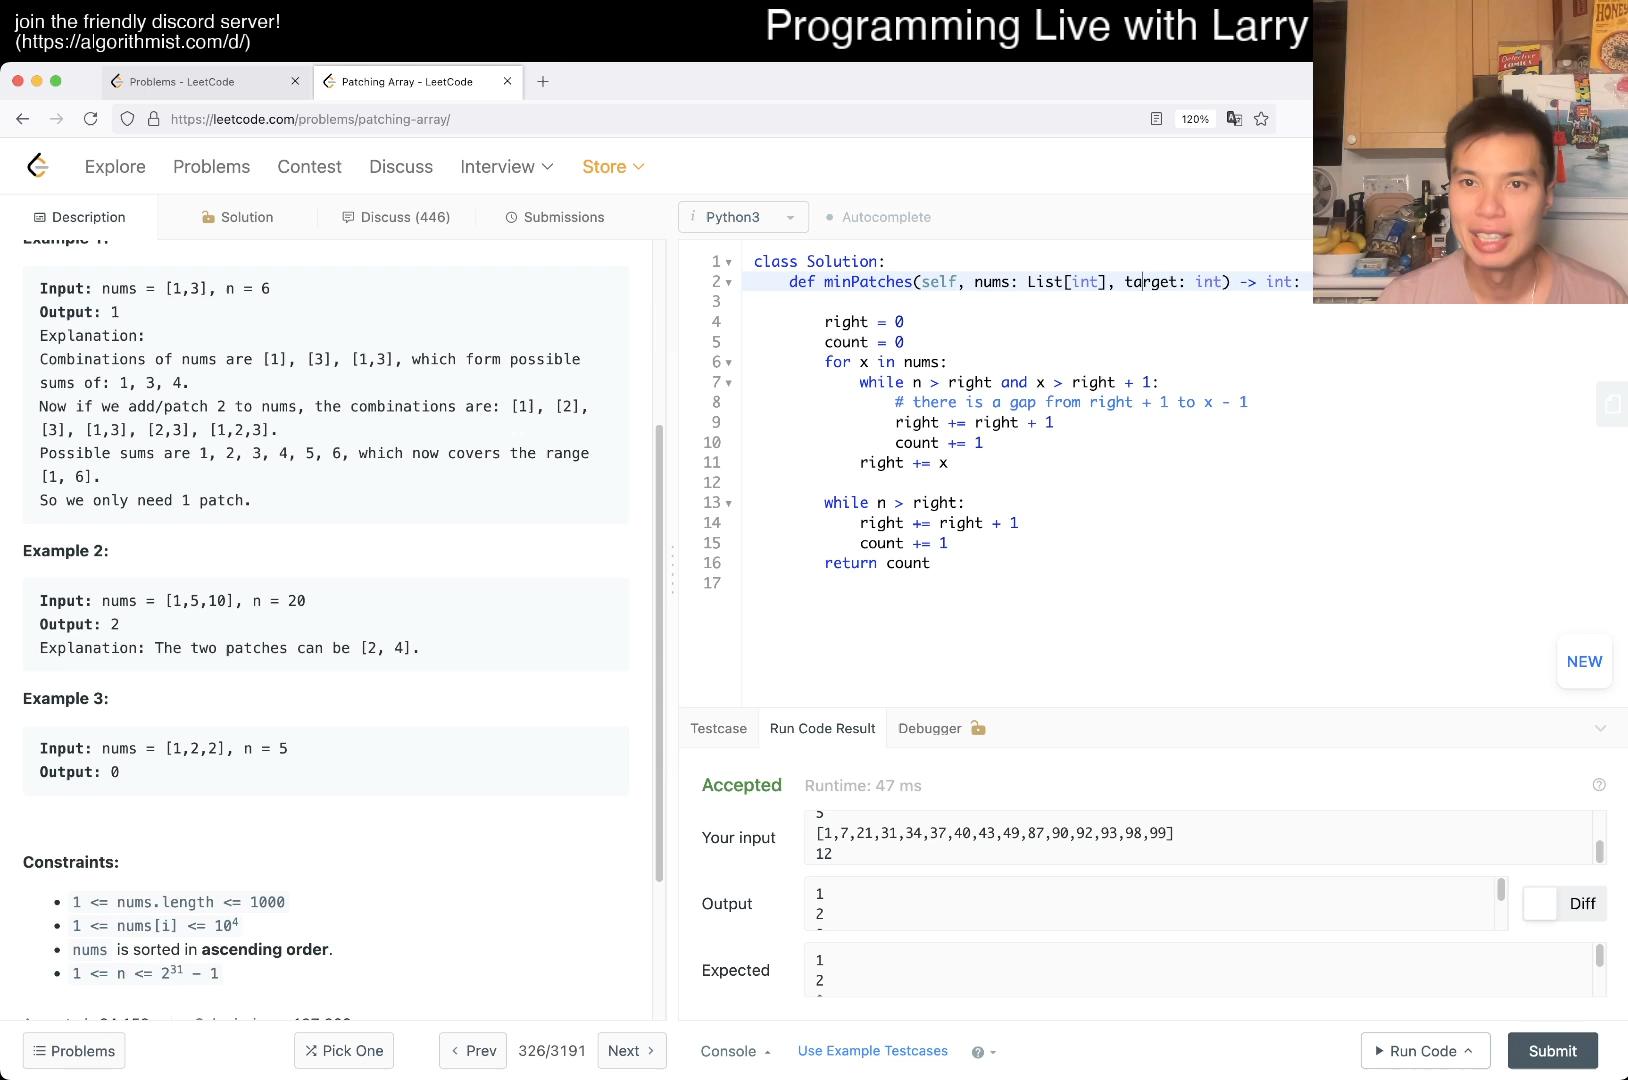 join the friendly discord server!
(https://algorithmist.com/d/)
Programming Live with Larry
Problems - LeetCode
Patching Array - LeetCode
https://leetcode.com/problems/patching-array/
120%
Explore Problems Contest Discuss Interview Store
Description Solution Discuss (446) Submissions
Python3 Autocomplete
Input: nums = [1,3], n = 6
Output: 1
Explanation:
Combinations of nums are [1], [3], [1,3], which form possible
sums of: 1, 3, 4.
Now if we add/patch 2 to nums, the combinations are: [1], [2],
[3], [1,3], [2,3], [1,2,3].
Possible sums are 1, 2, 3, 4, 5, 6, which now covers the range
[1, 6].
So we only need 1 patch.
Example 2:
Input: nums = [1,5,10], n = 20
Output: 2
Explanation: The two patches can be [2, 4].
Example 3:
Input: nums = [1,2,2], n = 5
Output: 0
Constraints:
1 <= nums.length <= 1000
1 <= nums[i] <= 10⁴
nums is sorted in ascending order.
1 <= n <= 2³¹ - 1
1 class Solution:
2 def minPatches(self, nums: List[int], target: int) -> int:
3
4 right = 0
5 count = 0
6 for x in nums:
7 while n > right and x > right + 1:
8 # there is a gap from right + 1 to x - 1
9 right += right + 1
10 count += 1
11 right += x
12
13 while n > right:
14 right += right + 1
15 count += 1
16 return count
17
NEW
Testcase Run Code Result Debugger
Accepted Runtime: 47 ms
Your input
5
[1,7,21,31,34,37,40,43,49,87,90,92,93,98,99]
12
Output
1
2
Diff
Expected
1
2
Problems Pick One Prev 326/3191 Next Console Use Example Testcases Run Code Submit